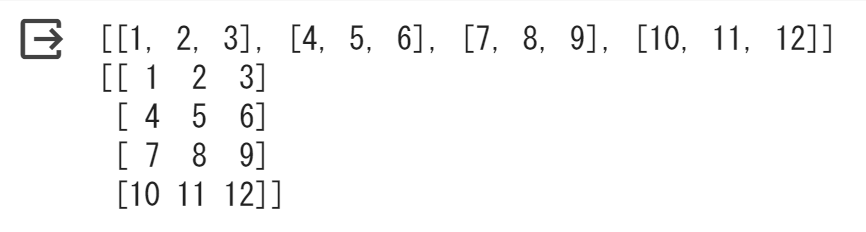 [[1, 2, 3], [4, 5, 6], [7, 8, 9], [10, 11, 12]]
[[ 1  2  3]
 [ 4  5  6]
 [ 7  8  9]
 [10 11 12]]